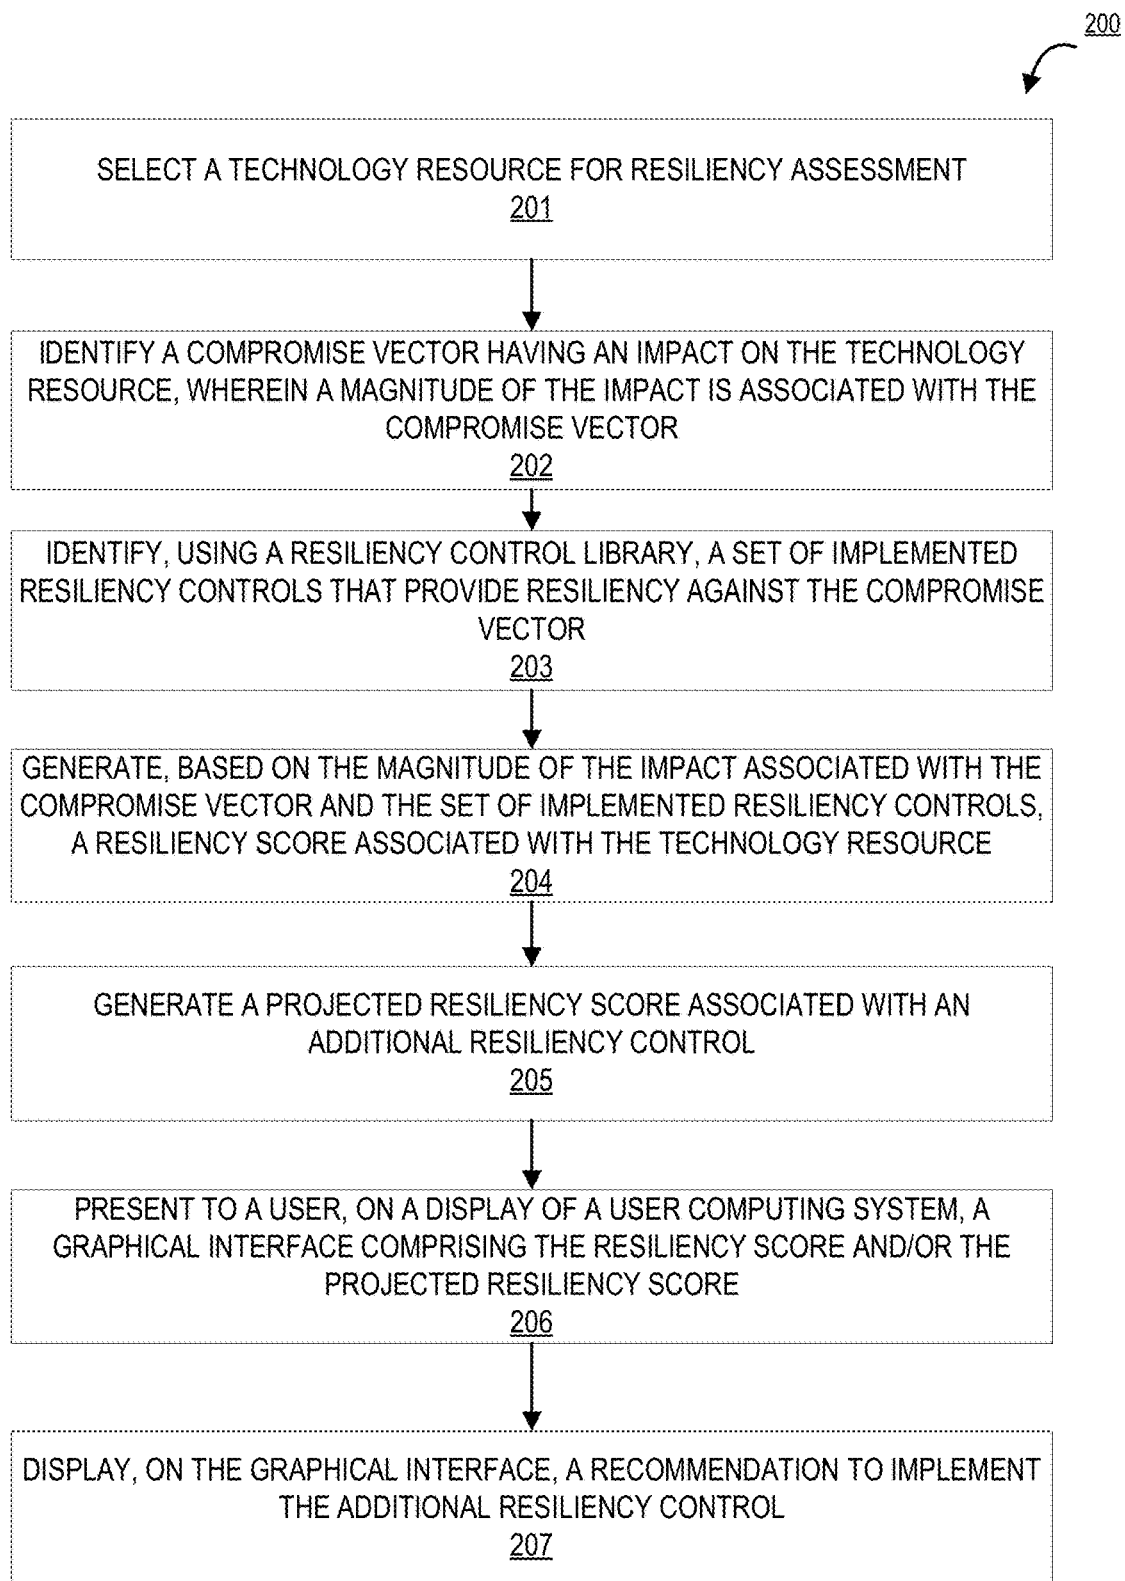 200
SELECT A TECHNOLOGY RESOURCE FOR RESILIENCY ASSESSMENT
201
IDENTIFY A COMPROMISE VECTOR HAVING AN IMPACT ON THE TECHNOLOGY
RESOURCE, WHEREIN A MAGNITUDE OF THE IMPACT IS ASSOCIATED WITH THE
COMPROMISE VECTOR
202
IDENTIFY, USING A RESILIENCY CONTROL LIBRARY, A SET OF IMPLEMENTED
RESILIENCY CONTROLS THAT PROVIDE RESILIENCY AGAINST THE COMPROMISE
VECTOR
203
GENERATE, BASED ON THE MAGNITUDE OF THE IMPACT ASSOCIATED WITH THE
COMPROMISE VECTOR AND THE SET OF IMPLEMENTED RESILIENCY CONTROLS,
A RESILIENCY SCORE ASSOCIATED WITH THE TECHNOLOGY RESOURCE
204
GENERATE A PROJECTED RESILIENCY SCORE ASSOCIATED WITH AN
ADDITIONAL RESILIENCY CONTROL
205
PRESENT TO A USER, ON A DISPLAY OF A USER COMPUTING SYSTEM, A
GRAPHICAL INTERFACE COMPRISING THE RESILIENCY SCORE AND/OR THE
PROJECTED RESILIENCY SCORE
206
DISPLAY, ON THE GRAPHICAL INTERFACE, A RECOMMENDATION TO IMPLEMENT
THE ADDITIONAL RESILIENCY CONTROL
207